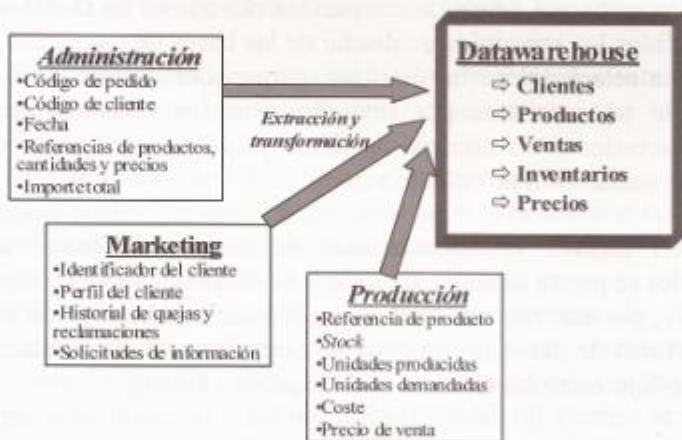 Administración
•Código de pedido
•Código de cliente
•Fecha
•Referencias de productos,
cantidades y precios
•Importe total
Extracción y
transformación
Datawarehouse
⇨ Clientes
⇨ Productos
⇨ Ventas
⇨ Inventarios
⇨ Precios
Marketing
•Identificador del cliente
•Perfil del cliente
•Historial de quejas y
reclamaciones
•Solicitudes de información
Producción
•Referencia de producto
•Stock
•Unidades producidas
•Unidades demandadas
•Coste
•Precio de venta